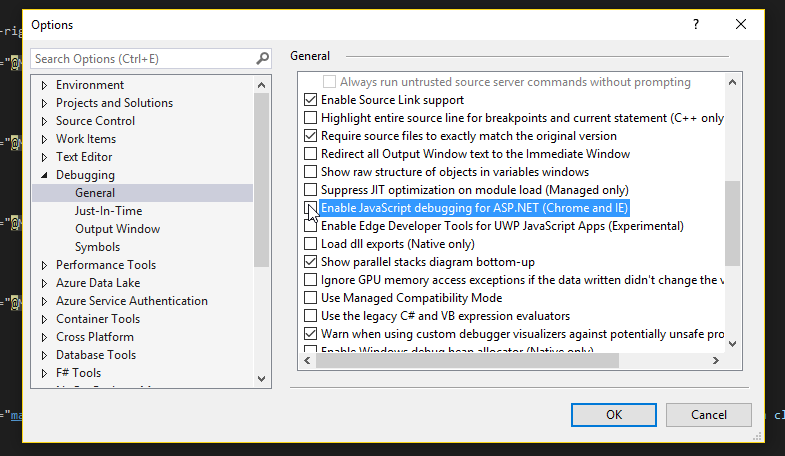 Options
Search Options (Ctrl+E)
Environment
Projects and Solutions
Source Control
Work Items
Text Editor
Debugging
General
Just-In-Time
Output Window
Symbols
Performance Tools
Azure Data Lake
Azure Service Authentication
Container Tools
Cross Platform
Database Tools
F# Tools
General
Always run untrusted source server commands without prompting
Enable Source Link support
Highlight entire source line for breakpoints and current statement (C++ only
Require source files to exactly match the original version
Redirect all Output Window text to the Immediate Window
Show raw structure of objects in variables windows
Suppress JIT optimization on module load (Managed only)
Enable JavaScript debugging for ASP.NET (Chrome and IE)
Enable Edge Developer Tools for UWP JavaScript Apps (Experimental)
Load dll exports (Native only)
Show parallel stacks diagram bottom-up
Ignore GPU memory access exceptions if the data written didn't change the v
Use Managed Compatibility Mode
Use the legacy C# and VB expression evaluators
Warn when using custom debugger visualizers against potentially unsafe pro
Enable Windows debug heap allocator (Native only)
OK
Cancel